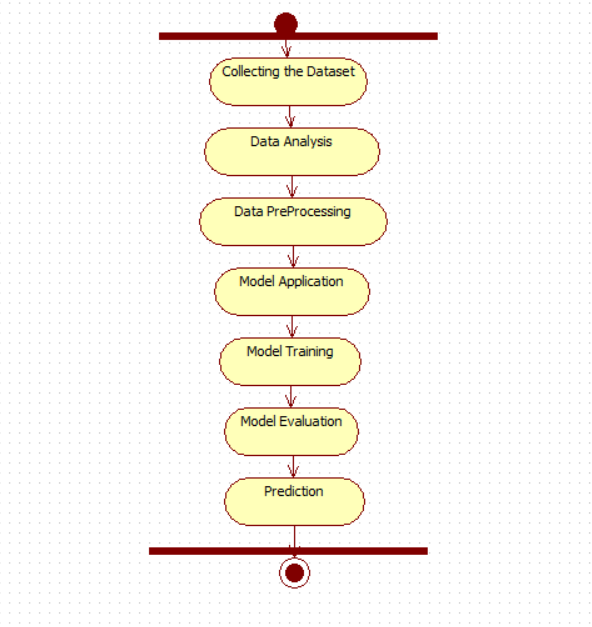 Collecting the Dataset
Data Analysis
Data PreProcessing
Model Application
Model Training
Model Evaluation
Prediction